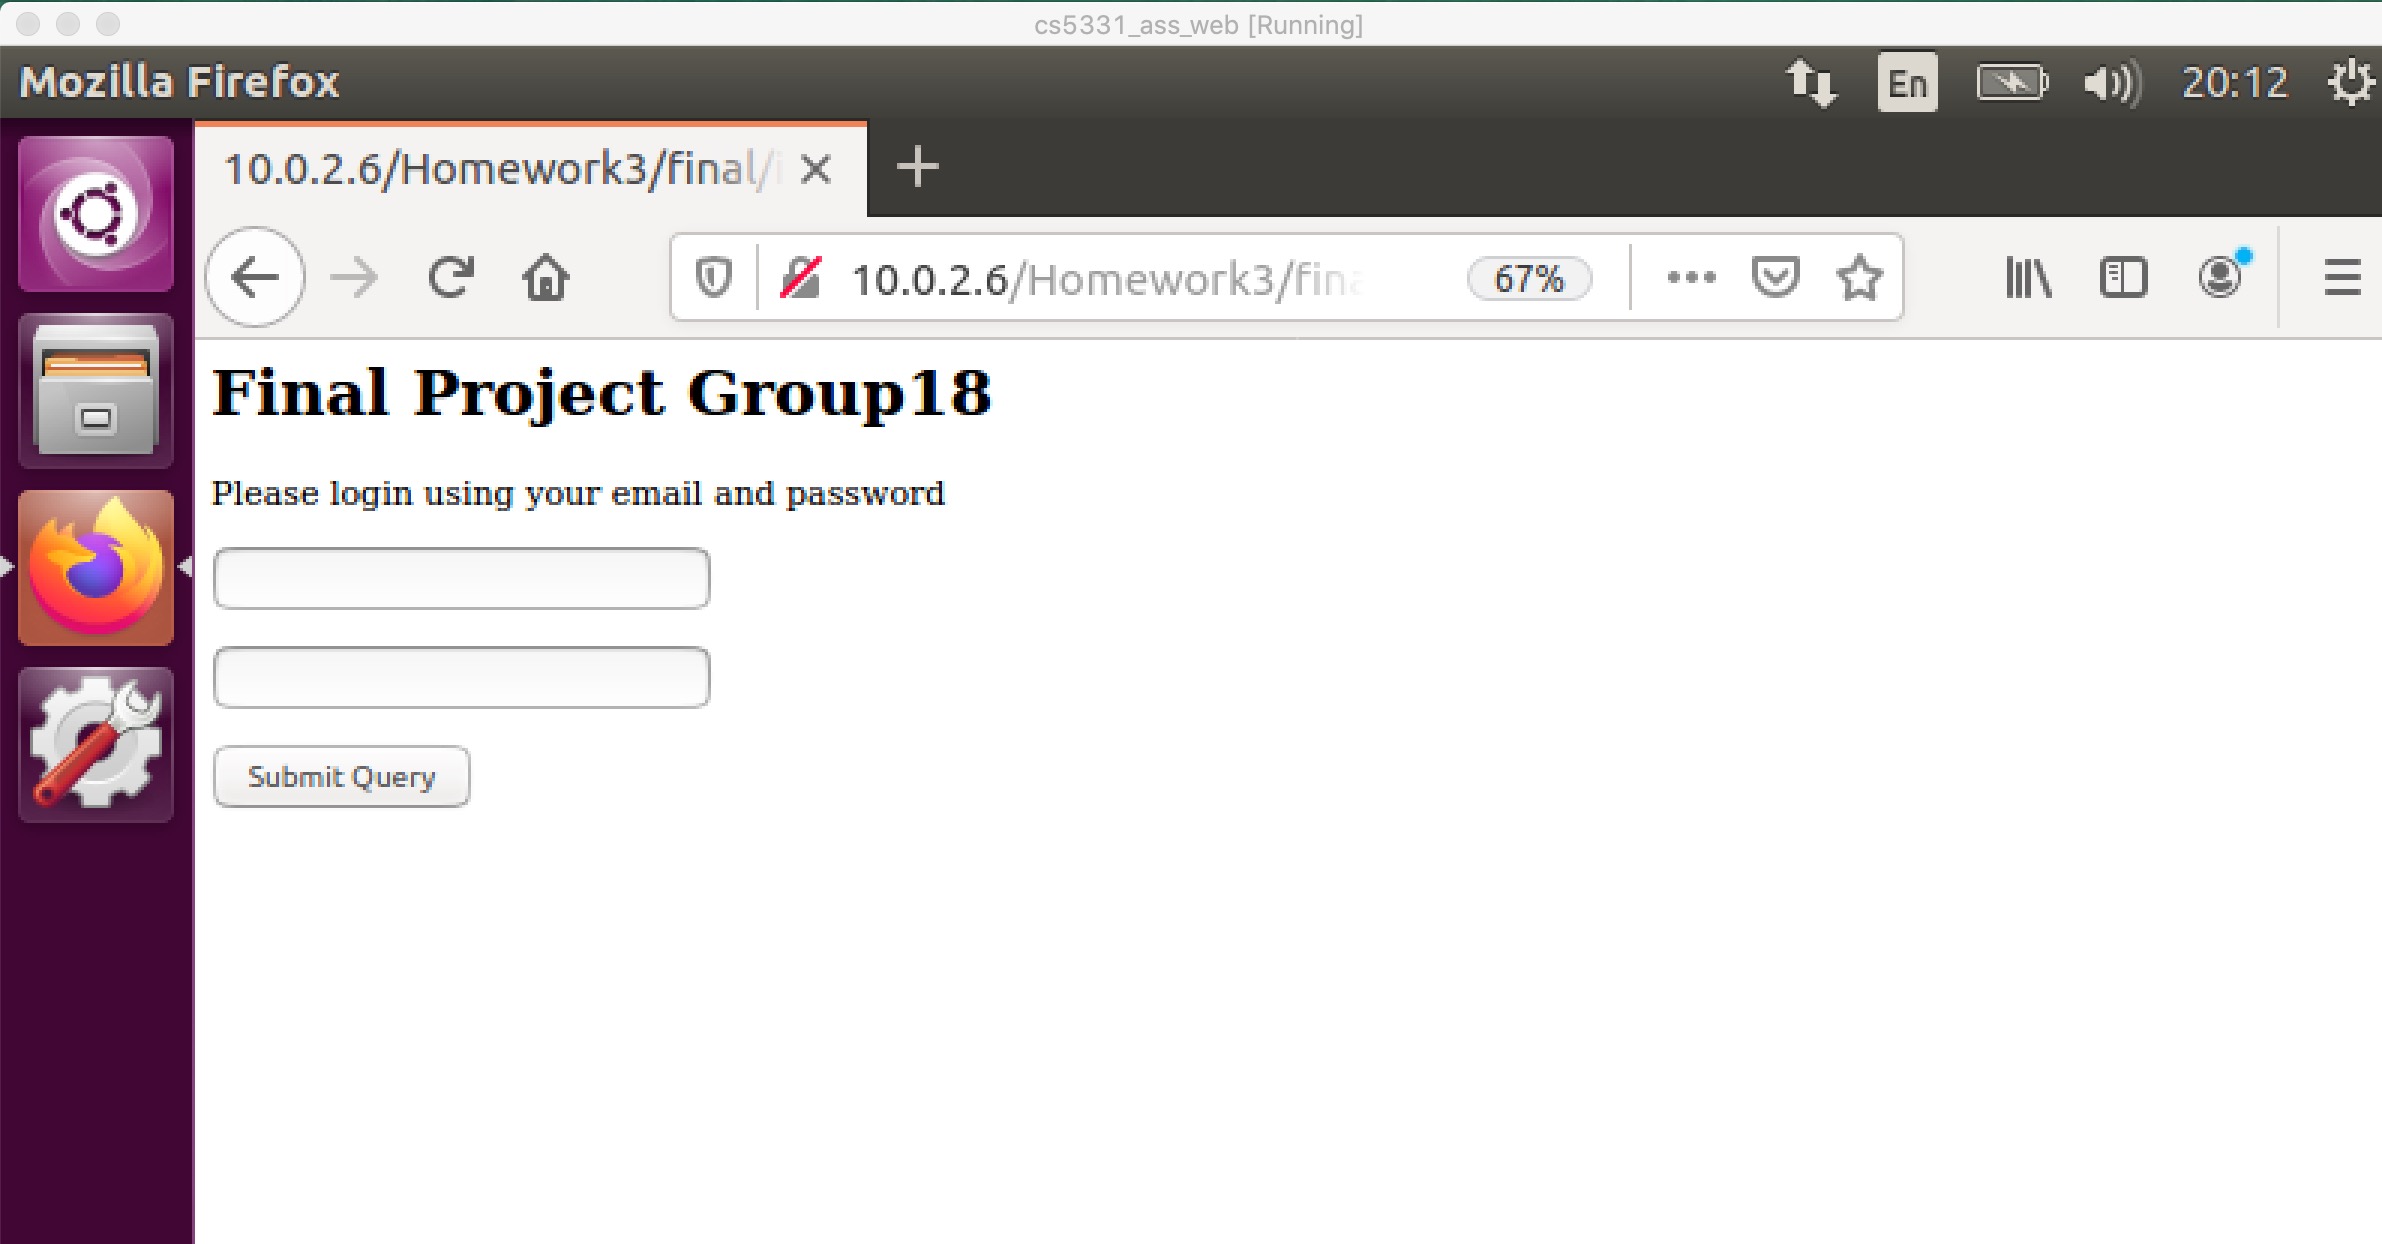 cs5331_ass_web [Running]
Mozilla Firefox
En
20:12
10.0.2.6/Homework3/final/
10.0.2.6/Homework3/fina
67%
Final Project Group18
Please login using your email and password
Submit Query